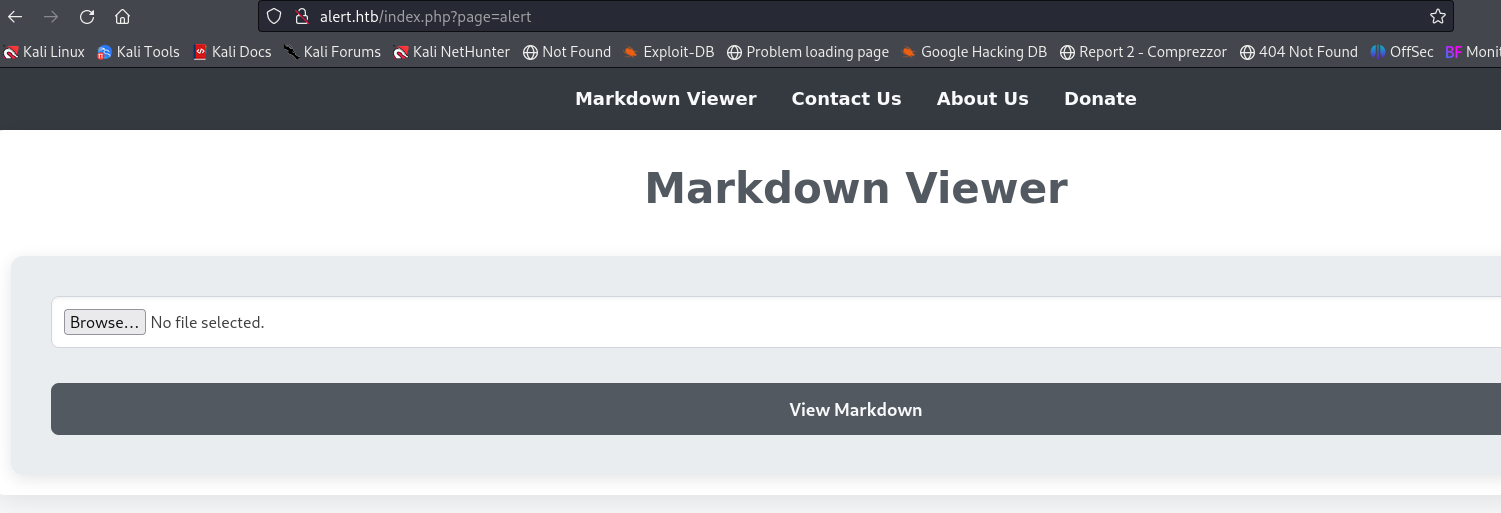 alert.htb/index.php?page=alert
Kali Linux Kali Tools Kali Docs Kali Forums Kali NetHunter Not Found Exploit-DB Problem loading page Google Hacking DB Report 2 - Comprezzor 404 Not Found OffSec BF Monit
Markdown Viewer Contact Us About Us Donate
Markdown Viewer
Browse... No file selected.
View Markdown